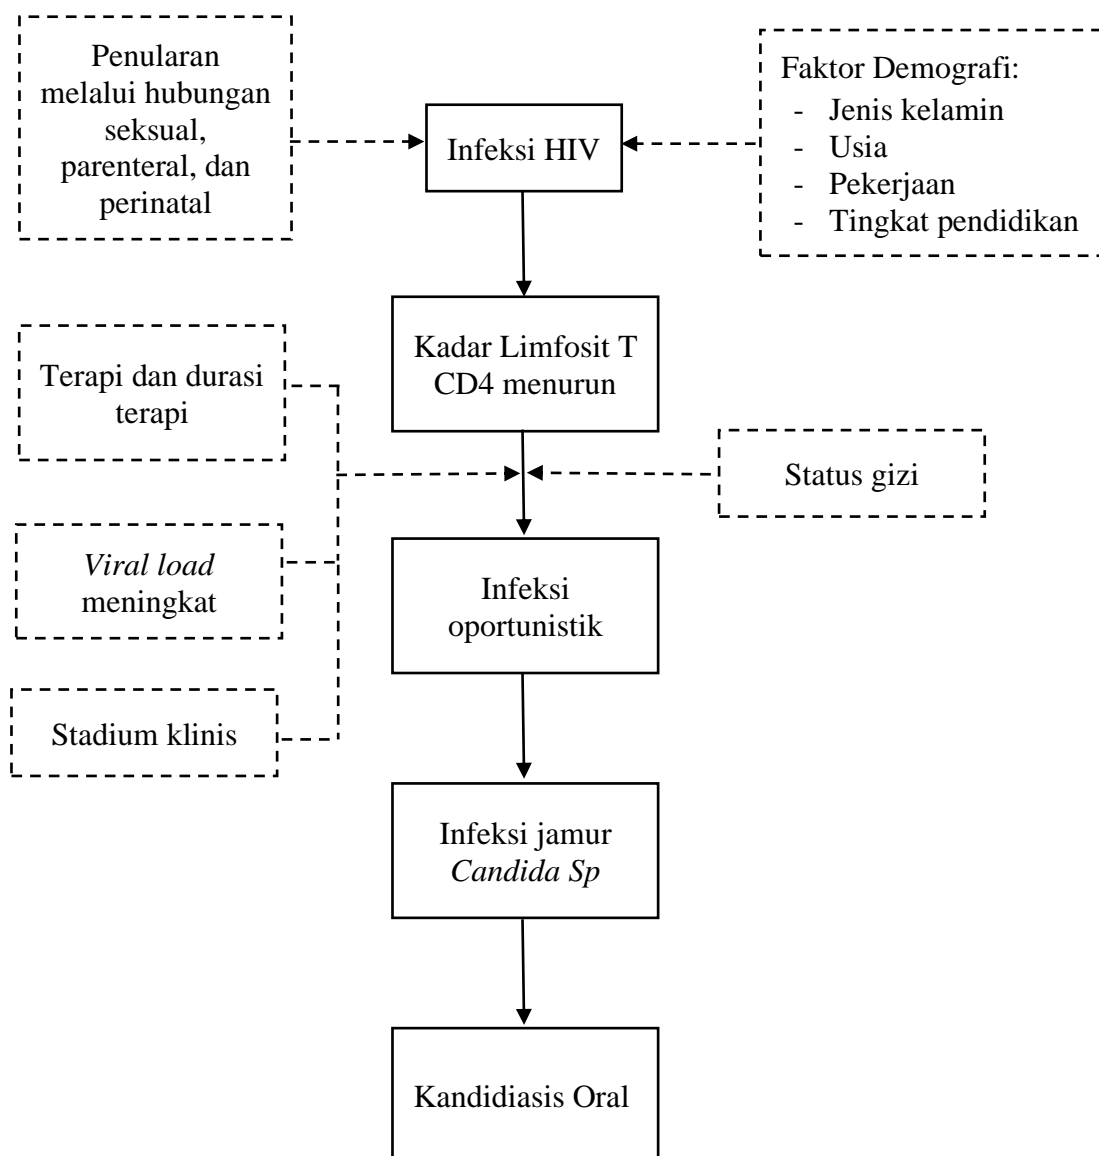 Penularan
melalui hubungan
seksual,
parenteral, dan
perinatal
Infeksi HIV
Faktor Demografi:
- Jenis kelamin
- Usia
- Pekerjaan
- Tingkat pendidikan
Kadar Limfosit T
CD4 menurun
Terapi dan durasi
terapi
Status gizi
Viral load
meningkat
Infeksi
oportunistik
Stadium klinis
Infeksi jamur
Candida Sp
Kandidiasis Oral